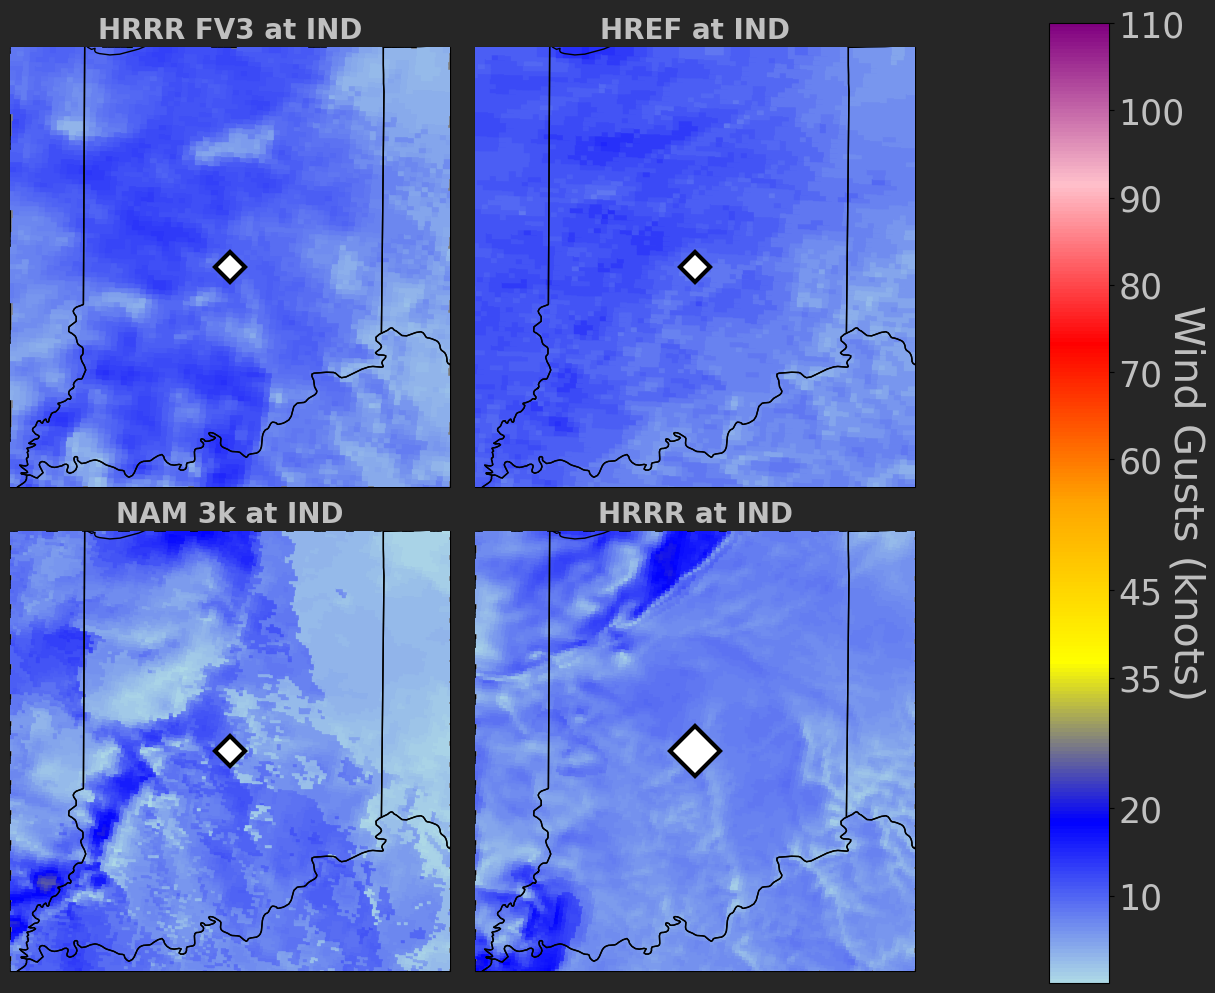 HRRR FV3 at IND
HREF at IND
NAM 3k at IND
HRRR at IND
110
100
90
80
70
60
45
35
20
10
Wind Gusts (knots)